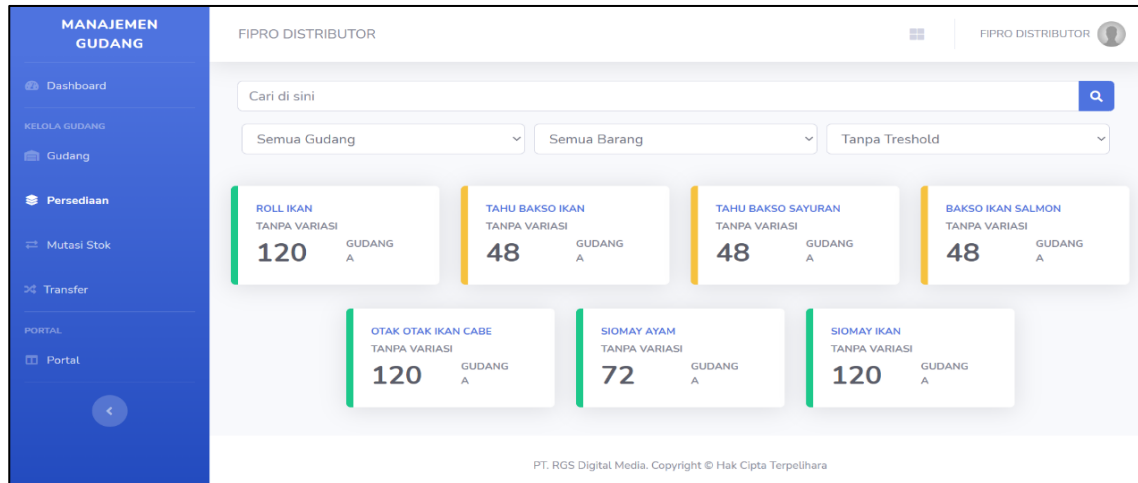 MANAJEMEN
GUDANG
Dashboard
KELOLA GUDANG
Gudang
Persediaan
Mutasi Stok
Transfer
PORTAL
Portal
FIPRO DISTRIBUTOR
FIPRO DISTRIBUTOR
Cari di sini
Semua Gudang
Semua Barang
Tanpa Treshold
ROLL IKAN
TANPA VARIASI
120
GUDANG
A
TAHU BAKSO IKAN
TANPA VARIASI
48
GUDANG
A
TAHU BAKSO SAYURAN
TANPA VARIASI
48
GUDANG
A
BAKSO IKAN SALMON
TANPA VARIASI
48
GUDANG
A
OTAK OTAK IKAN CABE
TANPA VARIASI
120
GUDANG
A
SIOMAY AYAM
TANPA VARIASI
72
GUDANG
A
SIOMAY IKAN
TANPA VARIASI
120
GUDANG
A
PT. RGS Digital Media. Copyright © Hak Cipta Terpelihara